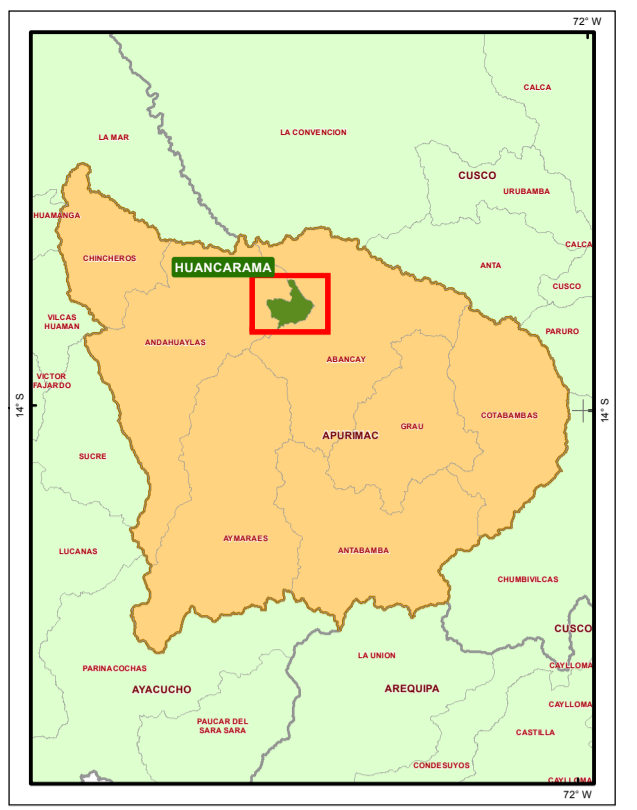 72° W
CALCA
LA MAR
LA CONVENCION
CUSCO
URUBAMBA
HUAMANGA
CALCA
CHINCHEROS
HUANCARAMA
ANTA
CUSCO
VILCAS
HUAMAN
PARURO
ANDAHUAYLAS
ABANCAY
VICTOR
FAJARDO
14° S
14° S
COTABAMBAS
GRAU
APURIMAC
SUCRE
AYMARAES
ANTABAMBA
LUCANAS
CHUMBIVILCAS
CUSCO
LA UNION
CAYLLOMA
PARINACOCHAS
AYACUCHO
AREQUIPA
CAYLLOMA
PAUCAR DEL
SARA SARA
CASTILLA
CONDESUYOS
CAYLLOMA
72° W